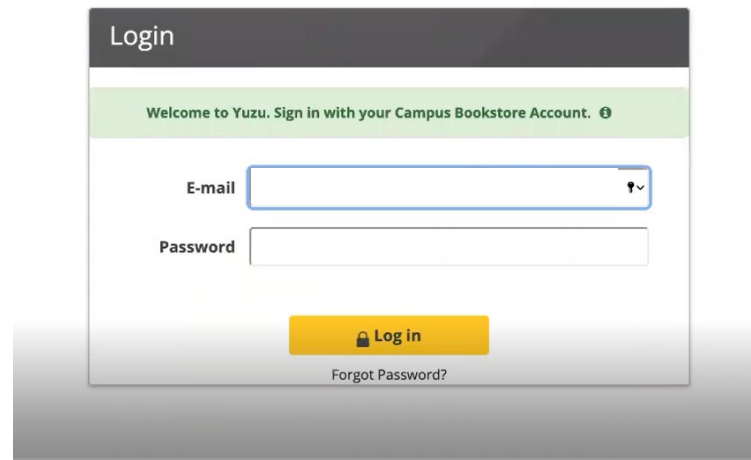 Login
Welcome to Yuzu. Sign in with your Campus Bookstore Account.
E-mail
Password
Log in
Forgot Password?